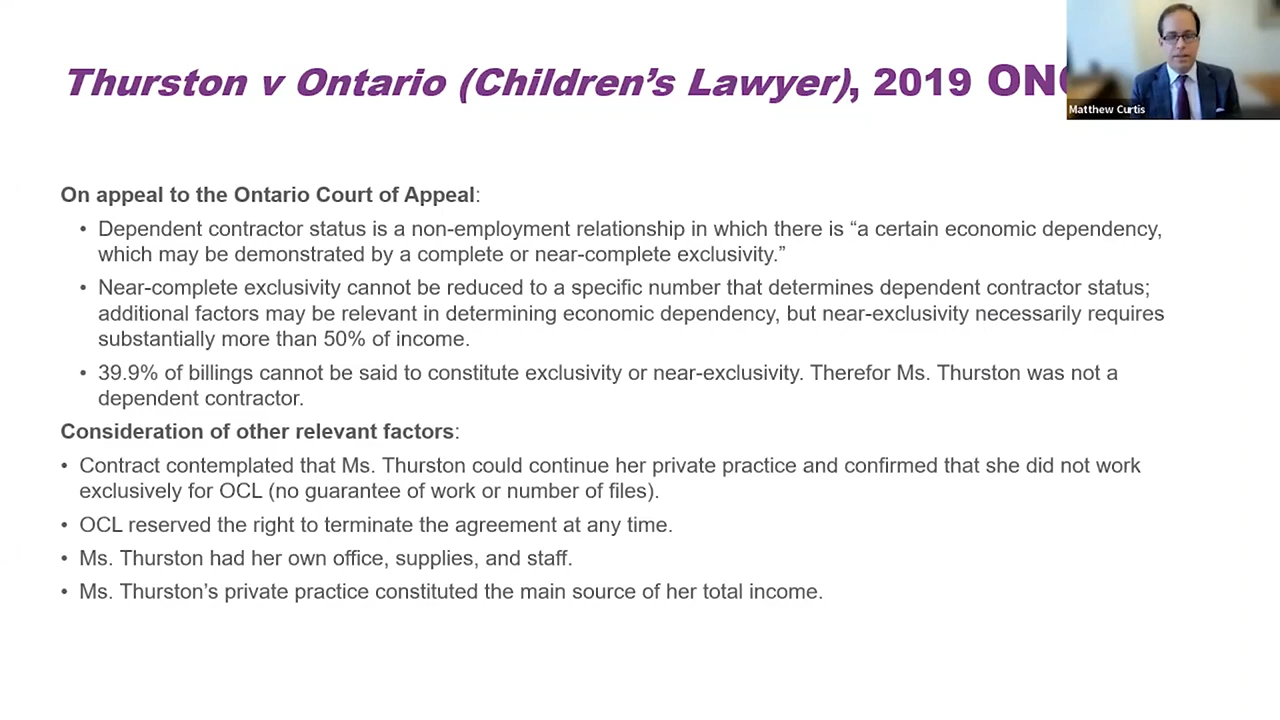 Thurston v Ontario (Children’s Lawyer), 2019
Matthew Curtis
On appeal to the Ontario Court of Appeal:
• Dependent contractor status is a non-employment relationship in which there is “a certain economic dependency,
which may be demonstrated by a complete or near-complete exclusivity.”
• Near-complete exclusivity cannot be reduced to a specific number that determines dependent contractor status;
additional factors may be relevant in determining economic dependency, but near-exclusivity necessarily requires
substantially more than 50% of income.
• 39.9% of billings cannot be said to constitute exclusivity or near-exclusivity. Therefor Ms. Thurston was not a
dependent contractor.
Consideration of other relevant factors:
• Contract contemplated that Ms. Thurston could continue her private practice and confirmed that she did not work
exclusively for OCL (no guarantee of work or number of files).
• OCL reserved the right to terminate the agreement at any time.
• Ms. Thurston had her own office, supplies, and staff.
• Ms. Thurston’s private practice constituted the main source of her total income.